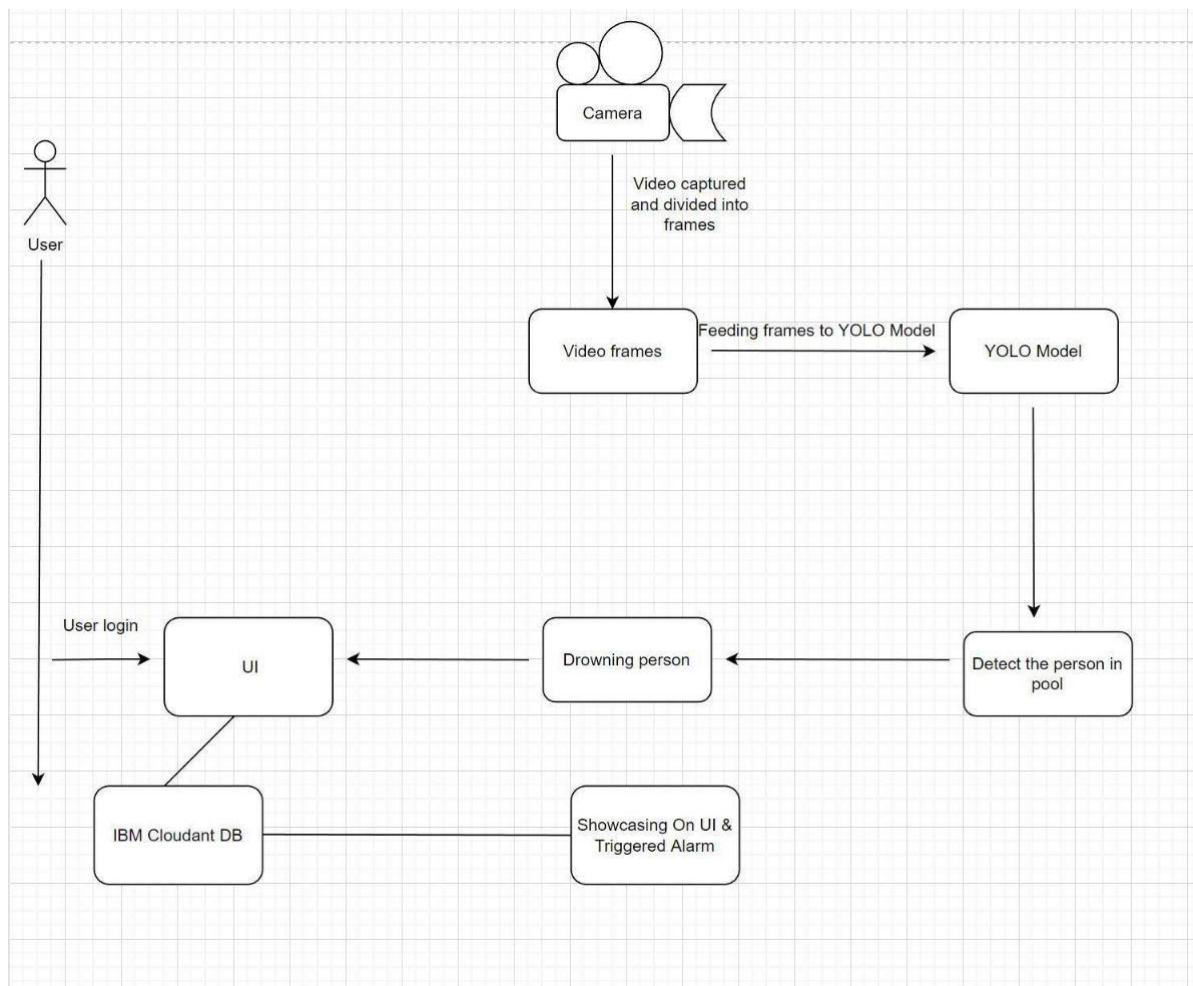 Camera
Video captured
and divided into
frames
User
Video frames
Feeding frames to YOLO Model
YOLO Model
User login
UI
Drowning person
Detect the person in
pool
IBM Cloudant DB
Showcasing On UI &
Triggered Alarm